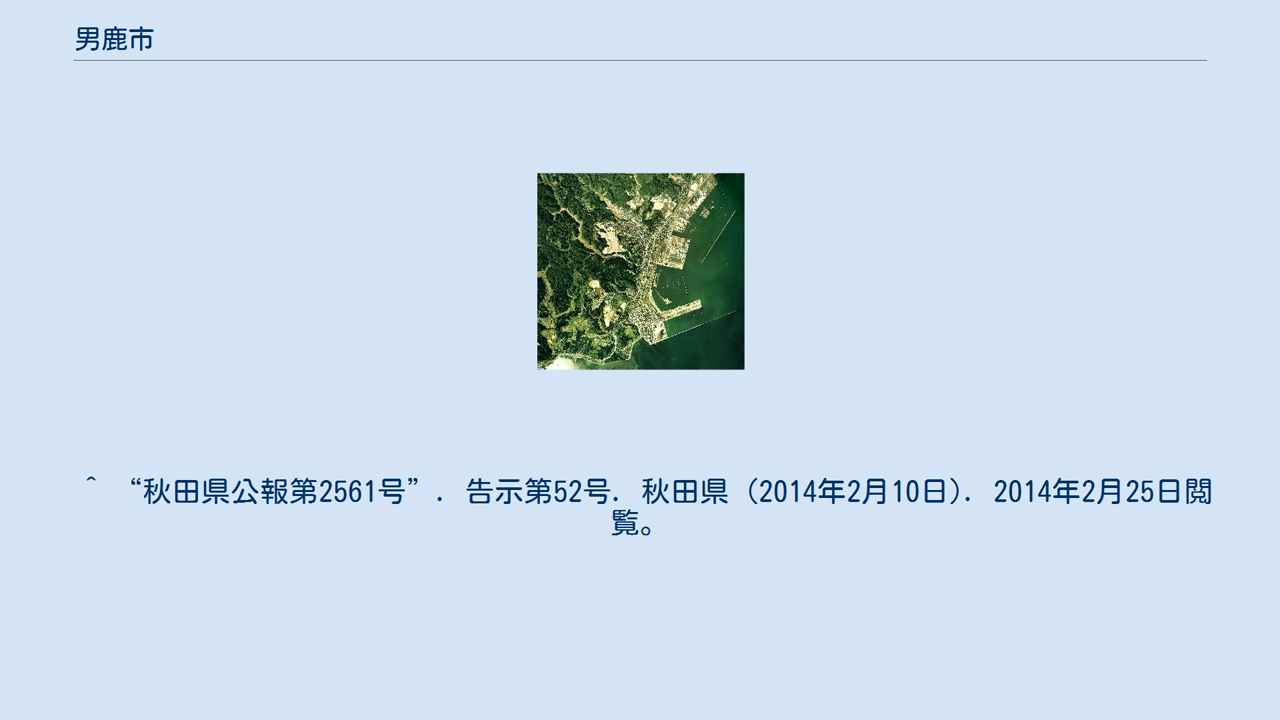 男鹿市
^ “秋田県公報第2561号”. 告示第52号. 秋田県 (2014年2月10日). 2014年2月25日閲
覧。